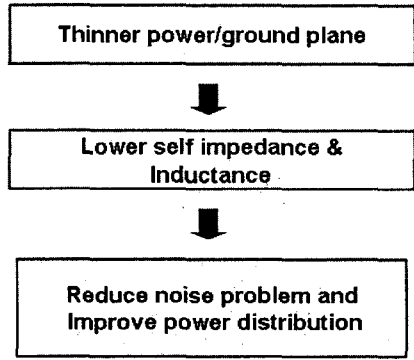 Thinner power/ground plane
Lower self impedance &
Inductance
Reduce noise problem and
Improve power distribution